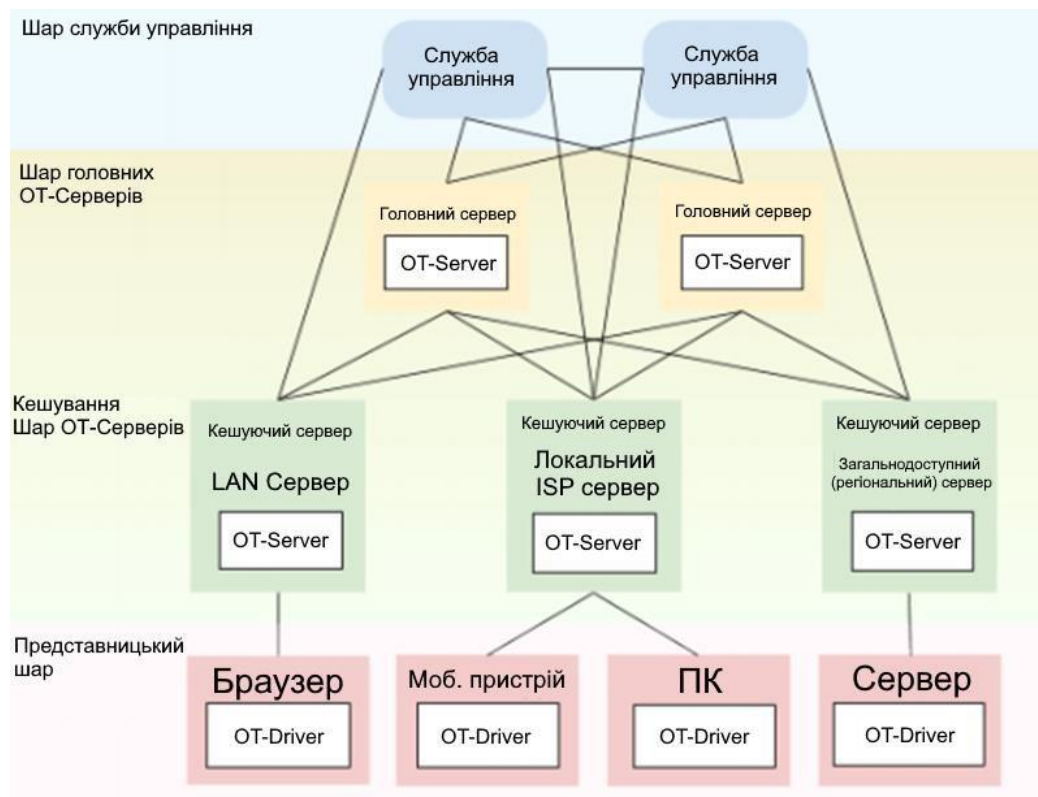 Шар служби управління
Служба
управління
Служба
управління
Шар головних
ОТ-Серверів
Головний сервер
OT-Server
Головний сервер
OT-Server
Кешування
Шар ОТ-Серверів
Кешуючий сервер
LAN Сервер
OT-Server
Кешуючий сервер
Локальний
ISP сервер
OT-Server
Кешуючий сервер
Загальнодоступний
(регіональний) сервер
OT-Server
Представницький
шар
Браузер
OT-Driver
Моб. пристрій
OT-Driver
ПК
OT-Driver
Сервер
OT-Driver